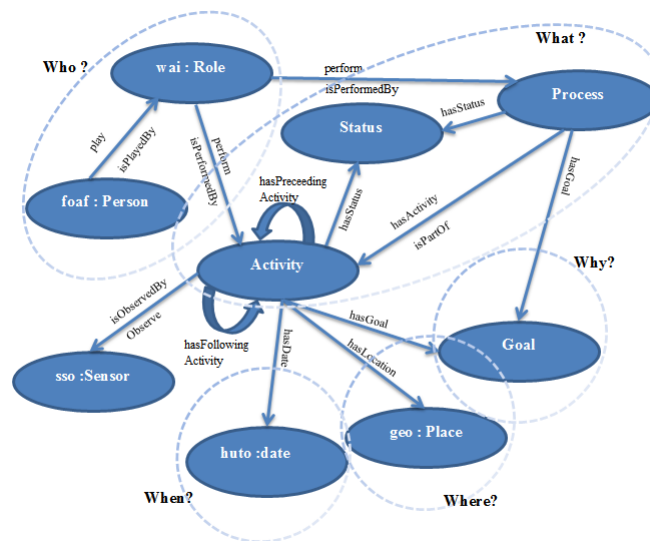 What ?
Who ?
wai : Role
perform
isPerformedBy
Process
hasStatus
Status
play
isPlayedBy
perform
isPerformedBy
hasGoal
foaf : Person
hasPreceeding
Activity
hasStatus
hasActivity
isPartOf
Activity
Why?
isObservedBy
Observe
hasFollowing
Activity
hasDate
hasGoal
hasLocation
Goal
sso :Sensor
geo : Place
huto :date
When?
Where?